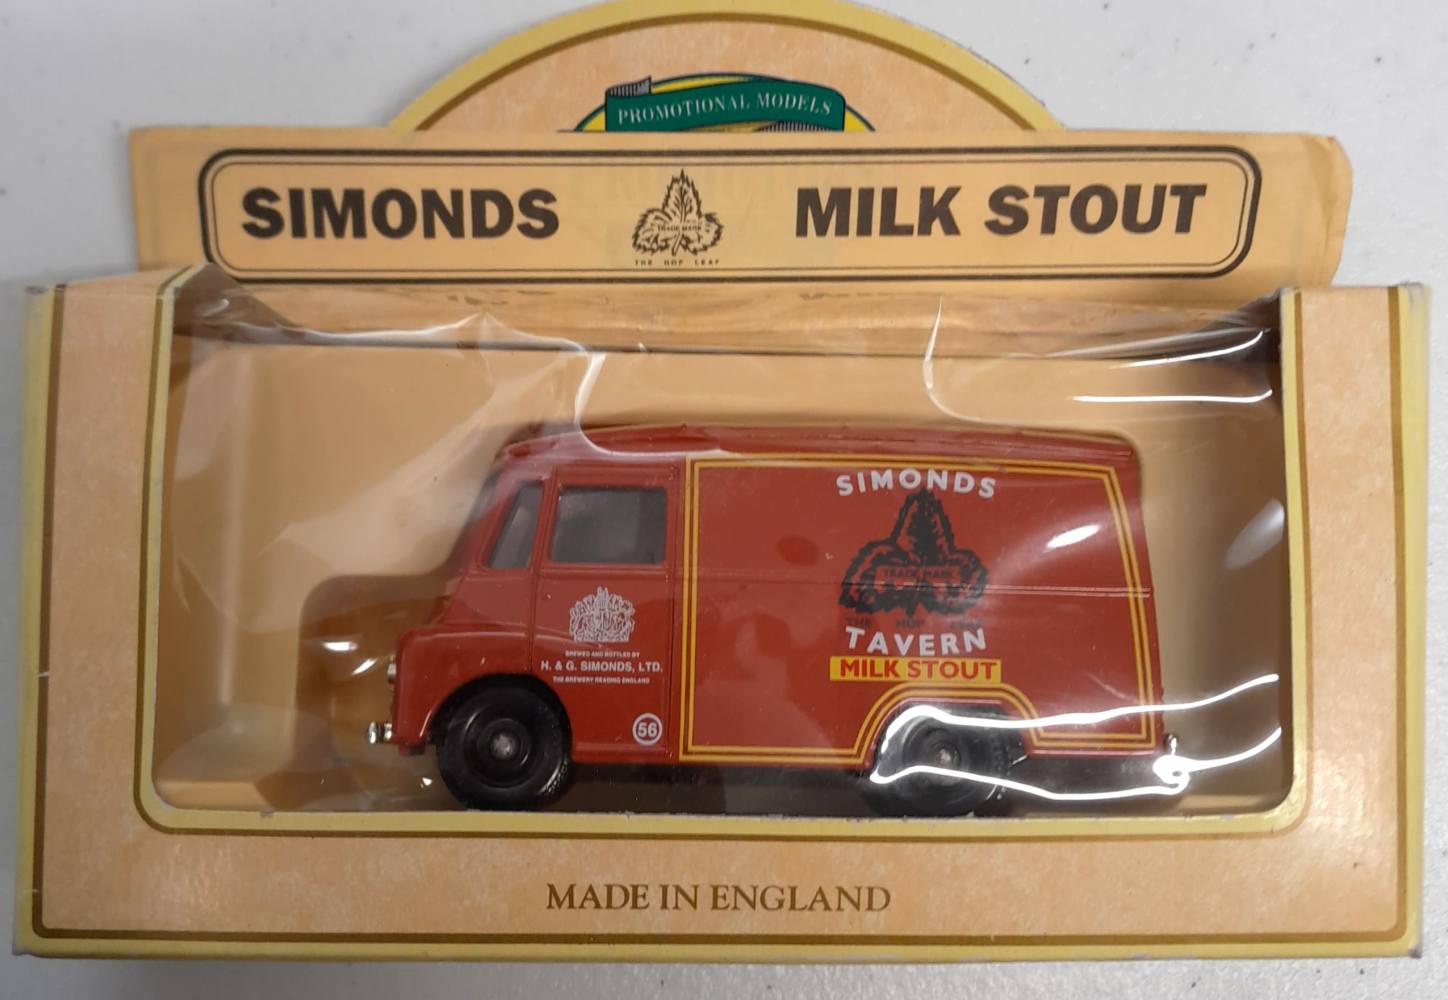 PROMOTIONAL MODELS
SIMONDS MILK STOUT
TRADE MARK
THE HOP LEAF
SIMONDS
TRADE MARK
THE HOP LEAF
TAVERN
MILK STOUT
BREWED AND BOTTLED BY
H. & G. SIMONDS, LTD.
THE BREWERY READING ENGLAND
56
MADE IN ENGLAND